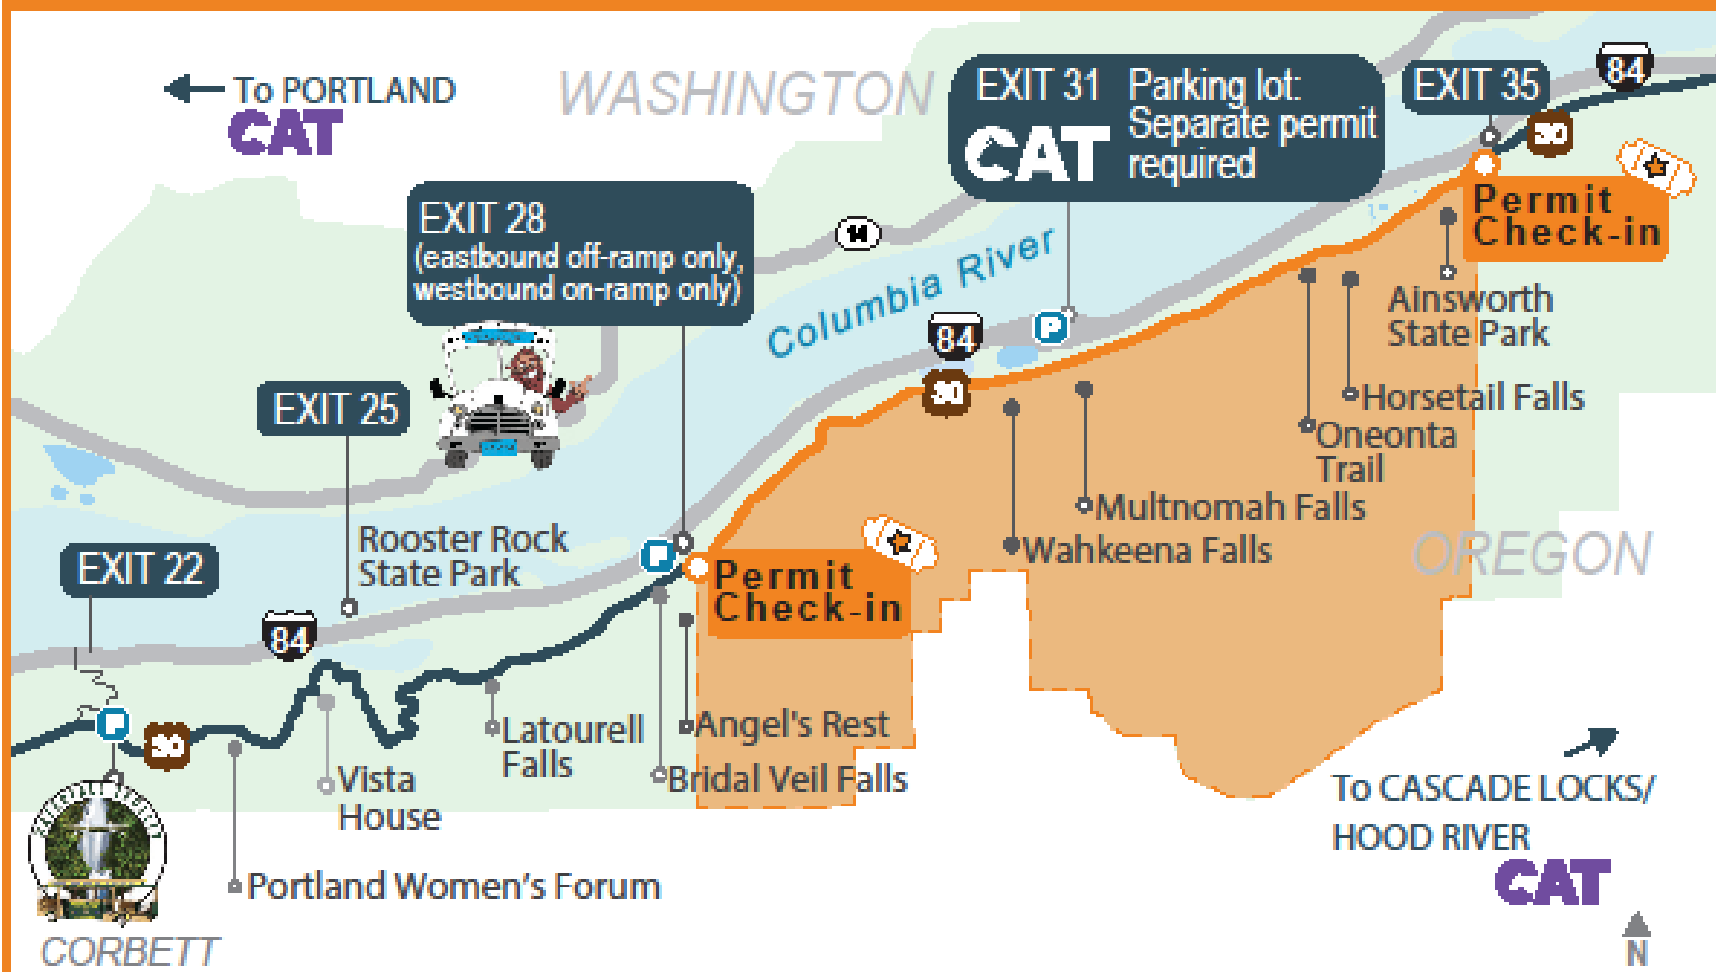 To PORTLAND
CAT
WASHINGTON
EXIT 31
CAT
Parking lot:
Separate permit
required
EXIT 35
84
30
Permit
Check-in
EXIT 28
(eastbound off-ramp only,
westbound on-ramp only)
14
Columbia River
84
30
P
Ainsworth
State Park
Horsetail Falls
Oneonta
Trail
Multnomah Falls
Wahkeena Falls
OREGON
EXIT 25
Rooster Rock
State Park
EXIT 22
84
P
Permit
Check-in
P
30
Latourell
Falls
Angel's Rest
Bridal Veil Falls
Vista
House
Portland Women's Forum
CORBETT
To CASCADE LOCKS/
HOOD RIVER
CAT
N